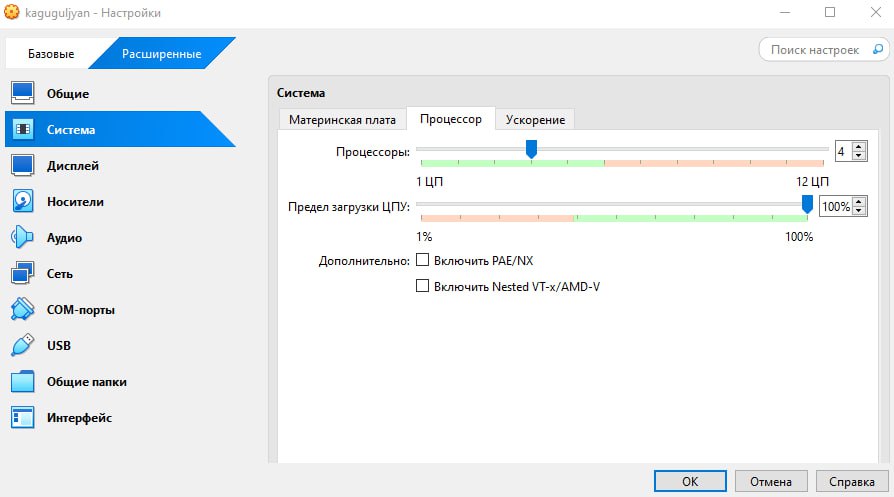 kaguguljyan - Настройки
Базовые
Расширенные
Поиск настроек
Общие
Система
Дисплей
Носители
Аудио
Сеть
COM-порты
USB
Общие папки
Интерфейс
Система
Материнская плата
Процессор
Ускорение
Процессоры:
4
1 ЦП
12 ЦП
Предел загрузки ЦПУ:
100%
1%
100%
Дополнительно:
Включить PAE/NX
Включить Nested VT-x/AMD-V
OK
Отмена
Справка